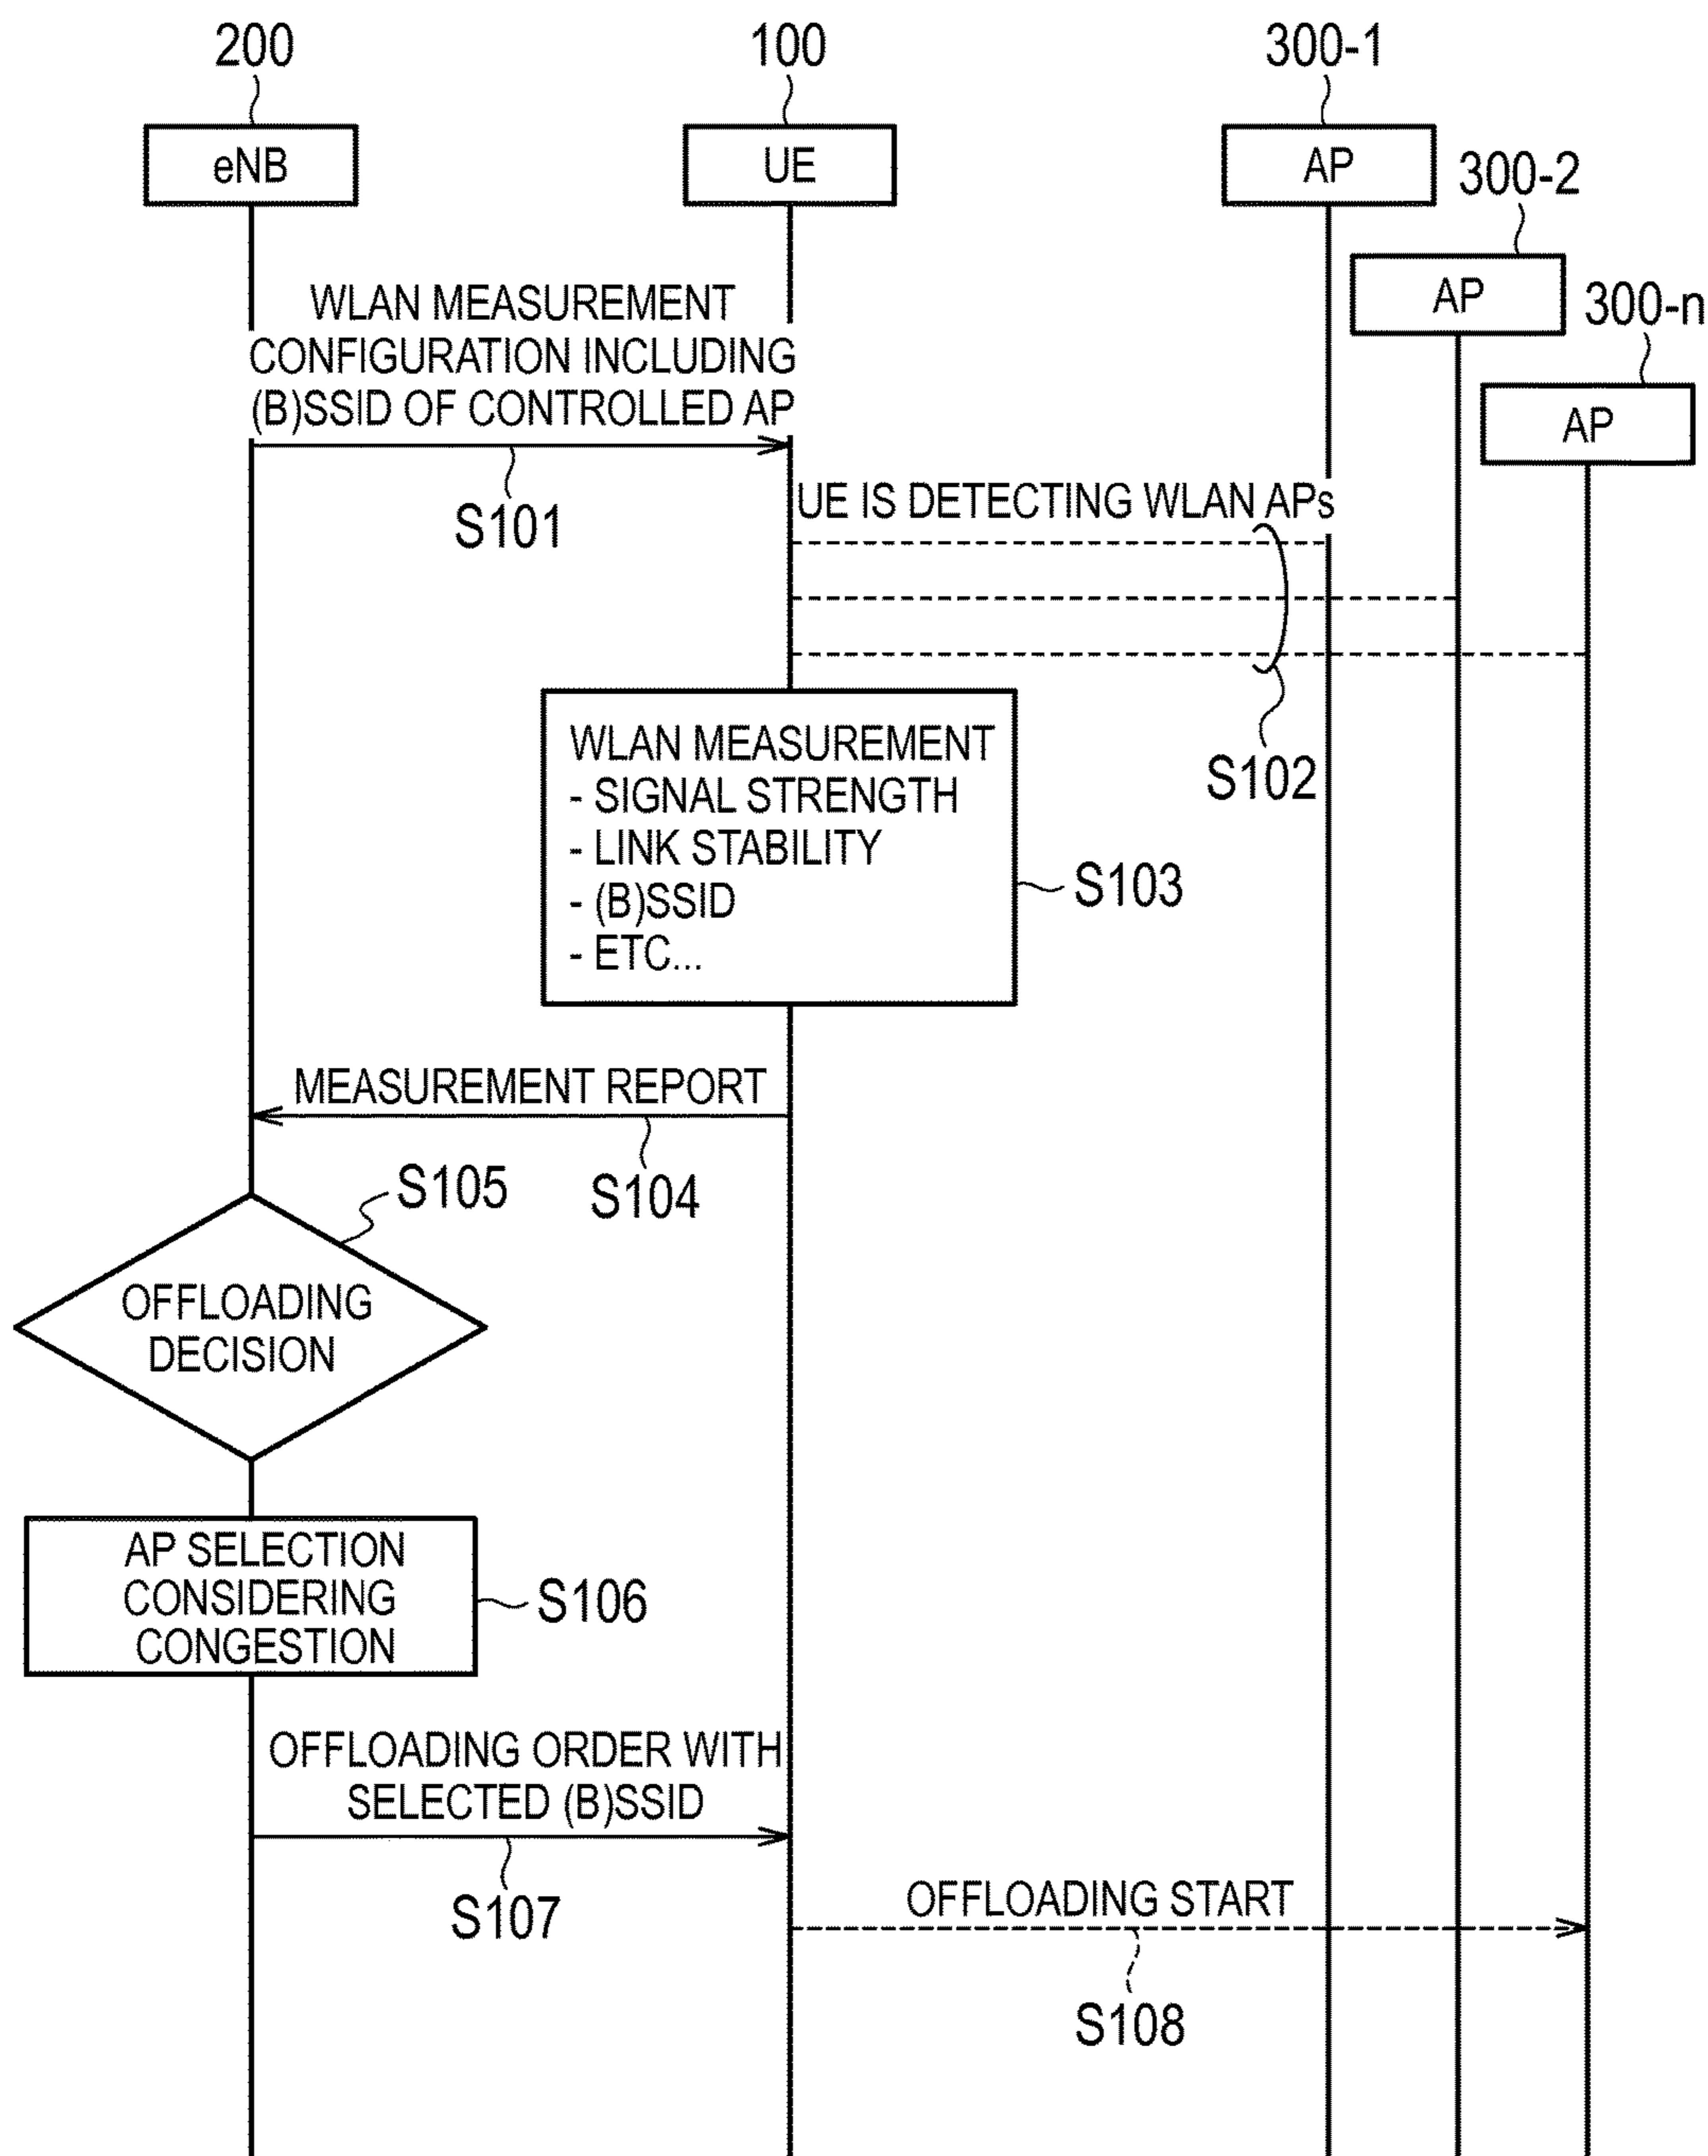 200
100
300-1
eNB
UE
AP
300-2
AP
300-n
AP
WLAN MEASUREMENT
CONFIGURATION INCLUDING
(B)SSID OF CONTROLLED AP
S101
UE IS DETECTING WLAN APs
S102
WLAN MEASUREMENT
- SIGNAL STRENGTH
- LINK STABILITY
- (B)SSID
- ETC...
S103
MEASUREMENT REPORT
S104
S105
OFFLOADING
DECISION
AP SELECTION
CONSIDERING
CONGESTION
S106
OFFLOADING ORDER WITH
SELECTED (B)SSID
S107
OFFLOADING START
S108